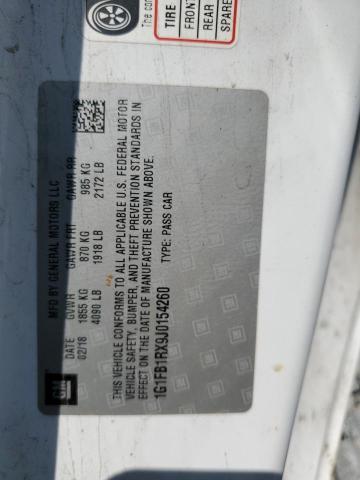 The con
TIRE
FRONT
REAR
SPARE
MFD BY GENERAL MOTORS LLC
DATE GVWR GAWR FRT GAWR RR
02/18 1855 KG 870 KG 985 KG
4090 LB 1918 LB 2172 LB
THIS VEHICLE CONFORMS TO ALL APPLICABLE U.S. FEDERAL MOTOR
VEHICLE SAFETY, BUMPER, AND THEFT PREVENTION STANDARDS IN
EFFECT ON THE DATE OF MANUFACTURE SHOWN ABOVE.
1G1FB1RX9J0154260 TYPE: PASS CAR
GM